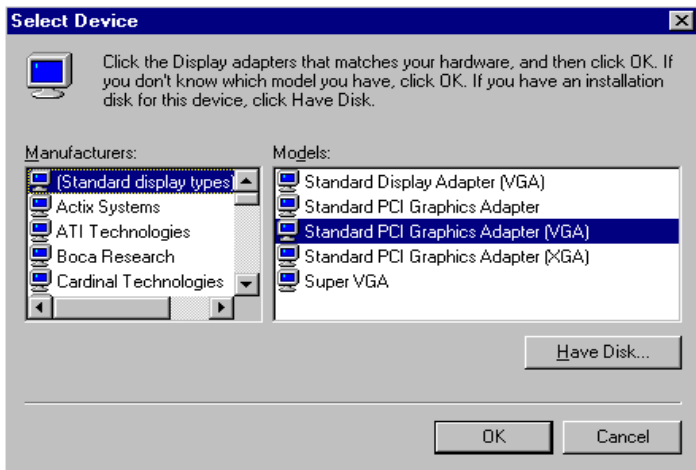 Select Device
Click the Display adapters that matches your hardware, and then click OK. If
you don't know which model you have, click OK. If you have an installation
disk for this device, click Have Disk.
Manufacturers:
(Standard display types)
Actix Systems
ATI Technologies
Boca Research
Cardinal Technologies
Models:
Standard Display Adapter (VGA)
Standard PCI Graphics Adapter
Standard PCI Graphics Adapter (VGA)
Standard PCI Graphics Adapter (XGA)
Super VGA
Have Disk...
OK
Cancel